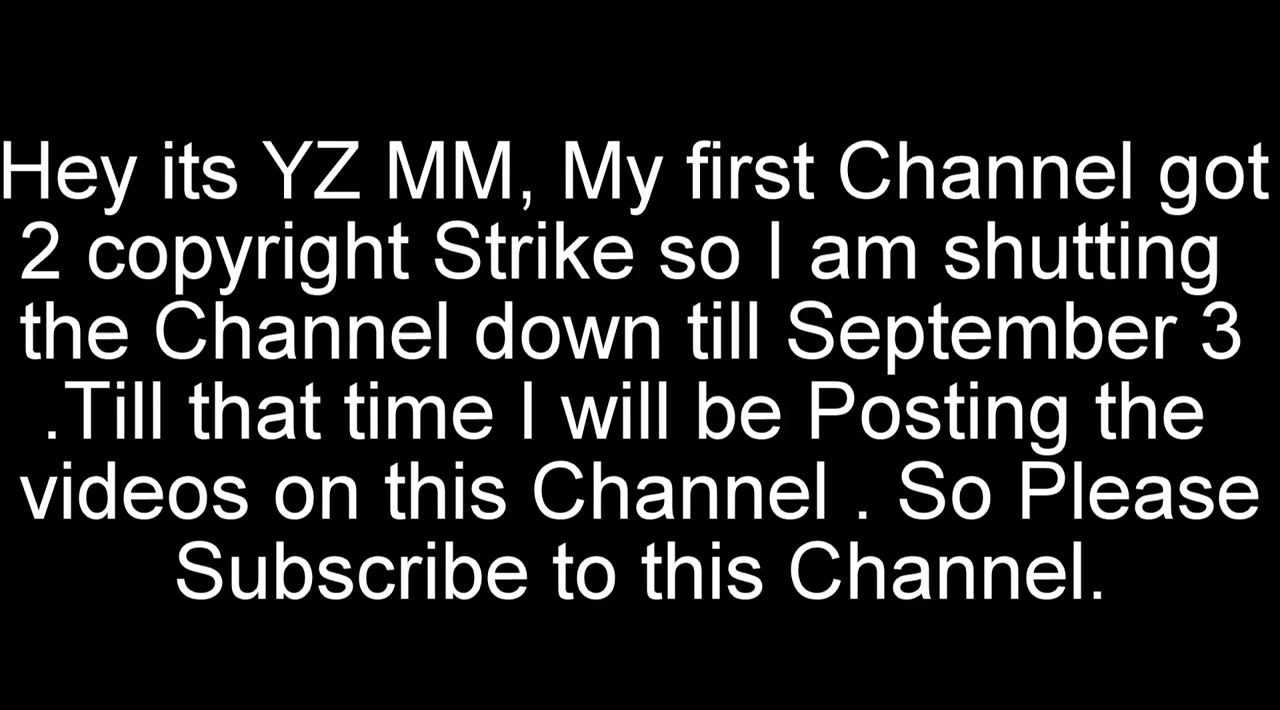 Hey its YZ MM, My first Channel got
2 copyright Strike so I am shutting
the Channel down till September 3
.Till that time I will be Posting the
videos on this Channel . So Please
Subscribe to this Channel.